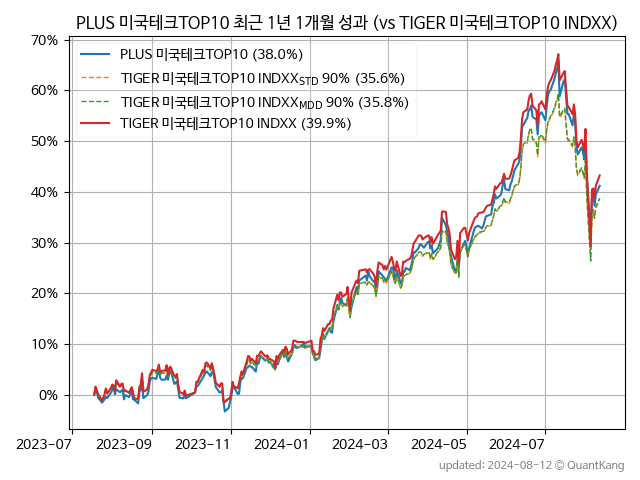 PLUS 미국테크TOP10 최근 1년 1개월 성과 (vs TIGER 미국테크TOP10 INDXX)
70%
60%
50%
40%
30%
20%
10%
0%
PLUS 미국테크TOP10 (38.0%)
TIGER 미국테크TOP10 INDXX_STD 90% (35.6%)
TIGER 미국테크TOP10 INDXX_MDD 90% (35.8%)
TIGER 미국테크TOP10 INDXX (39.9%)
2023-07 2023-09 2023-11 2024-01 2024-03 2024-05 2024-07
updated: 2024-08-12 © QuantKang